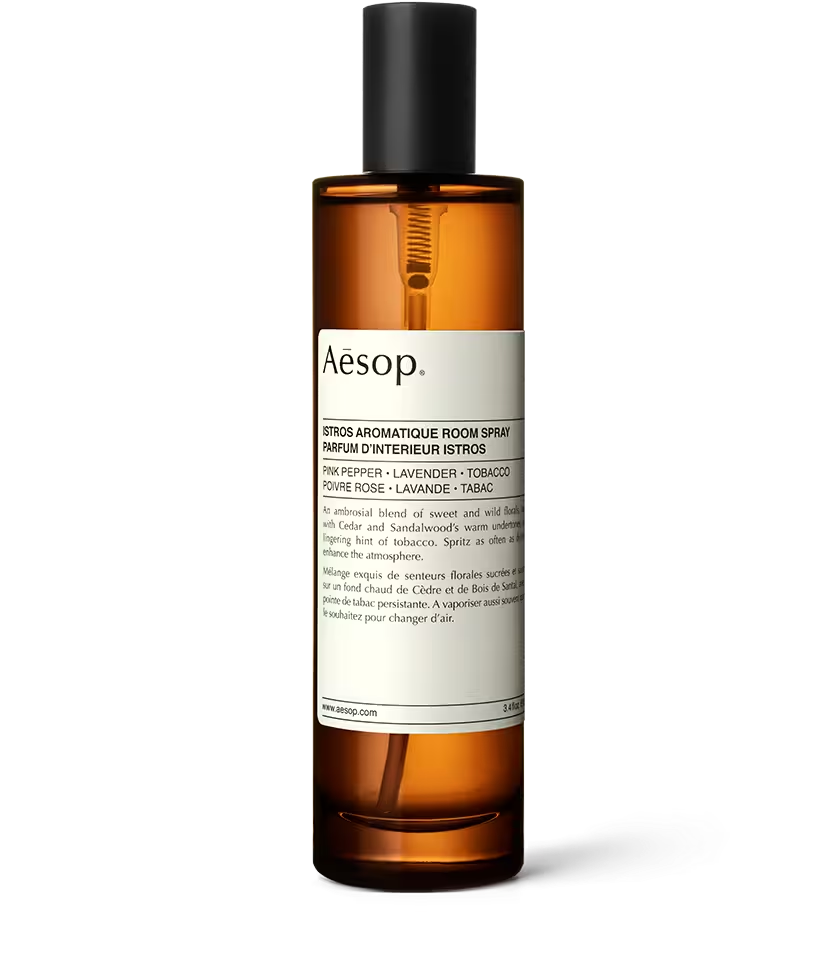 Aēsop®
ISTROS AROMATIQUE ROOM SPRAY
PARFUM D'INTERIEUR ISTROS
PINK PEPPER • LAVENDER • TOBACCO
POIVRE ROSE • LAVANDE • TABAC
An ambrosial blend of sweet and wild florals,
with Cedar and Sandalwood's warm undertones,
lingering hint of tobacco. Spritz as often as
enhance the atmosphere.
Mélange exquis de senteurs florales sucrées et
sur un fond chaud de Cèdre et de Bois de Santal,
pointe de tabac persistante. A vaporiser aussi souvent
le souhaitez pour changer d'air.
www.aesop.com 3.4 fl.oz